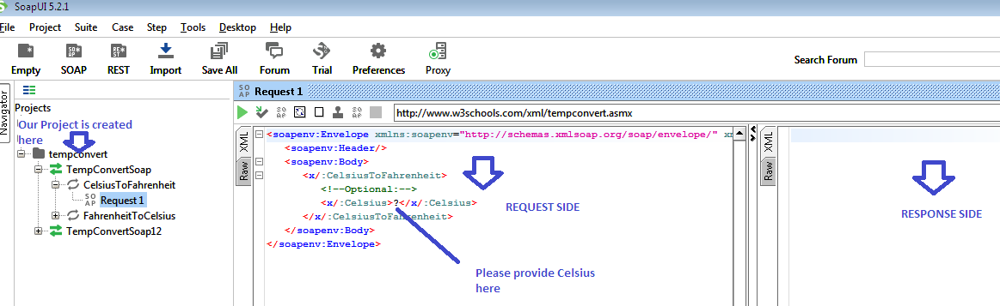 SoapUI 5.2.1
File Project Suite Case Step Tools Desktop Help
Empty SOAP REST Import Save All Forum Trial Preferences Proxy Search Forum
Navigator
Projects
Our Project is created
here
tempconvert
TempConvertSoap
CelsiusToFahrenheit
SOAP Request 1
FahrenheitToCelsius
TempConvertSoap12
SOAP Request 1
http://www.w3schools.com/xml/tempconvert.asmx
XML
Raw
<soapenv:Envelope xmlns:soapenv="http://schemas.xmlsoap.org/soap/envelope/" xm
<soapenv:Header/>
<soapenv:Body>
<x/:CelsiusToFahrenheit>
<!--Optional:-->
<x/:Celsius>?</x/:Celsius>
</x/:CelsiusToFahrenheit>
</soapenv:Body>
</soapenv:Envelope>
REQUEST SIDE
Please provide Celsius
here
XML
Raw
RESPONSE SIDE